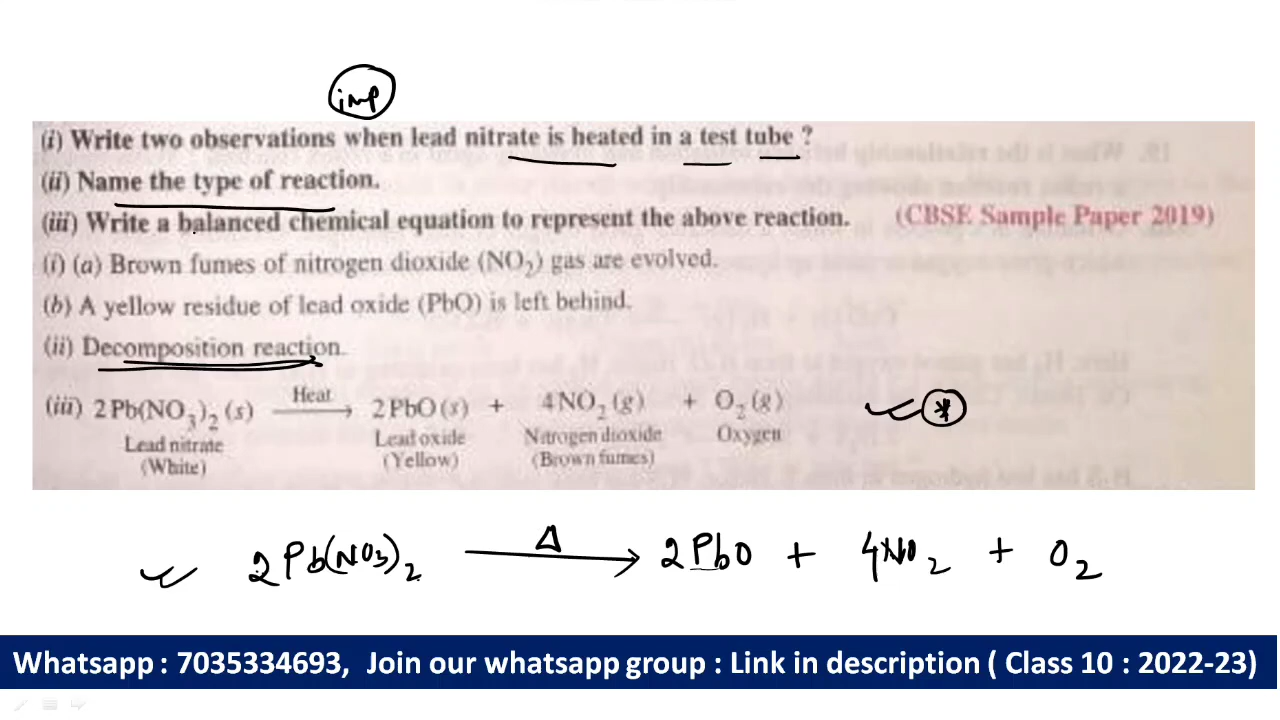 imp
(i) Write two observations when lead nitrate is heated in a test tube ?
(ii) Name the type of reaction.
(iii) Write a balanced chemical equation to represent the above reaction. (CBSE Sample Paper 2019)
(i) (a) Brown fumes of nitrogen dioxide (NO₂) gas are evolved.
(b) A yellow residue of lead oxide (PbO) is left behind.
(ii) Decomposition reaction.
(iii) 2 Pb(NO₃)₂ (s) Heat → 2 PbO (s) + 4NO₂ (g) + O₂ (g)
Lead nitrate Lead oxide Nitrogen dioxide Oxygen
(White) (Yellow) (Brown fumes)
2Pb(NO₃)₂ Δ → 2PbO + 4NO₂ + O₂
Whatsapp : 7035334693, Join our whatsapp group : Link in description ( Class 10 : 2022-23)